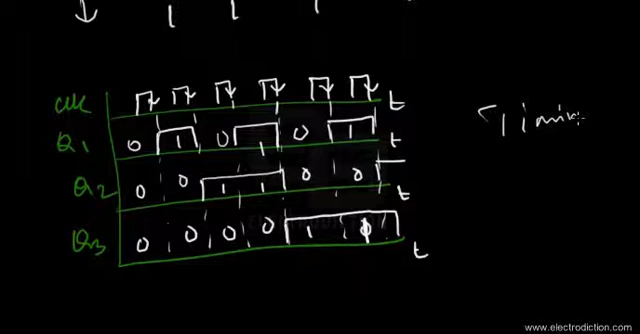 clk t
Q1 0 1 0 1 0 1 t
Q2 0 0 1 1 0 0 t
Q3 0 0 0 0 1 t
Timin
www.electrodiction.com